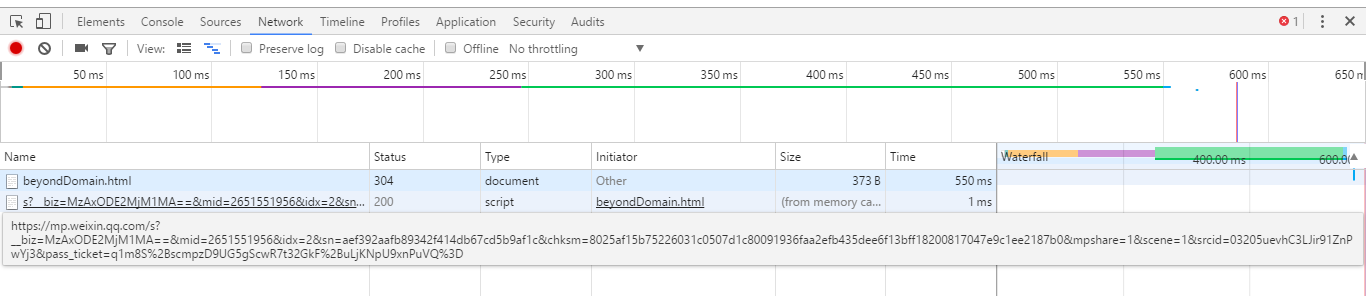 Elements Console Sources Network Timeline Profiles Application Security Audits 1
View: Preserve log Disable cache Offline No throttling
50 ms 100 ms 150 ms 200 ms 250 ms 300 ms 350 ms 400 ms 450 ms 500 ms 550 ms 600 ms 650 m
Name Status Type Initiator Size Time Waterfall 400.00 ms 600.0
beyondDomain.html 304 document Other 373 B 550 ms
s?__biz=MzAxODE2MjM1MA==&mid=2651551956&idx=2&sn... 200 script beyondDomain.html (from memory ca... 1 ms
https://mp.weixin.qq.com/s?
__biz=MzAxODE2MjM1MA==&mid=2651551956&idx=2&sn=aef392aafb89342f414db67cd5b9af1c&chksm=8025af15b75226031c0507d1c80091936faa2efb435dee6f13bff18200817047e9c1ee2187b0&mpshare=1&scene=1&srcid=03205uevhC3LJir91ZnP
wYj3&pass_ticket=q1m8S%2BscmpzD9UG5gScwR7t32GkF%2BuLjKNpU9xnPuVQ%3D